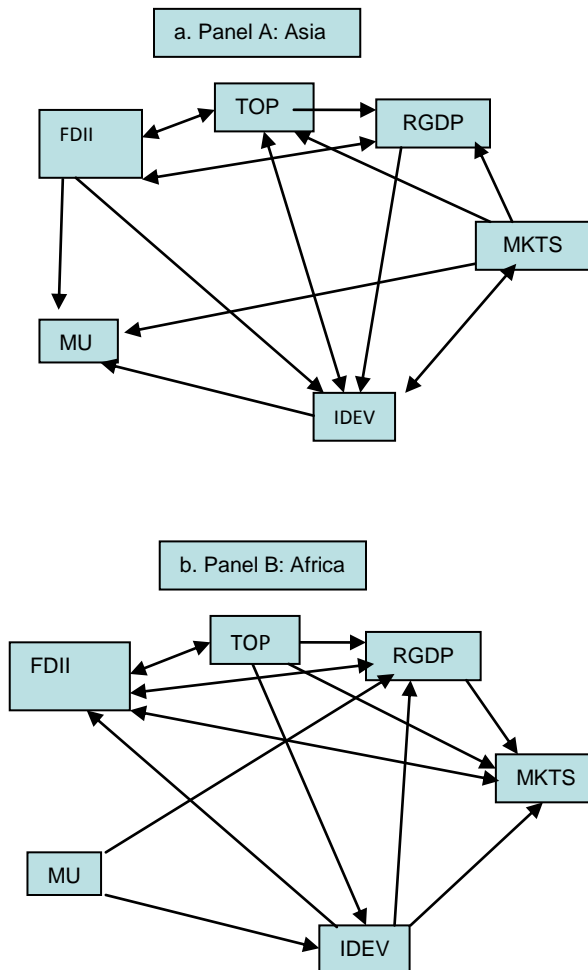 a. Panel A: Asia
TOP
RGDP
FDII
MKTS
MU
IDEV
b. Panel B: Africa
TOP
RGDP
FDII
MKTS
MU
IDEV